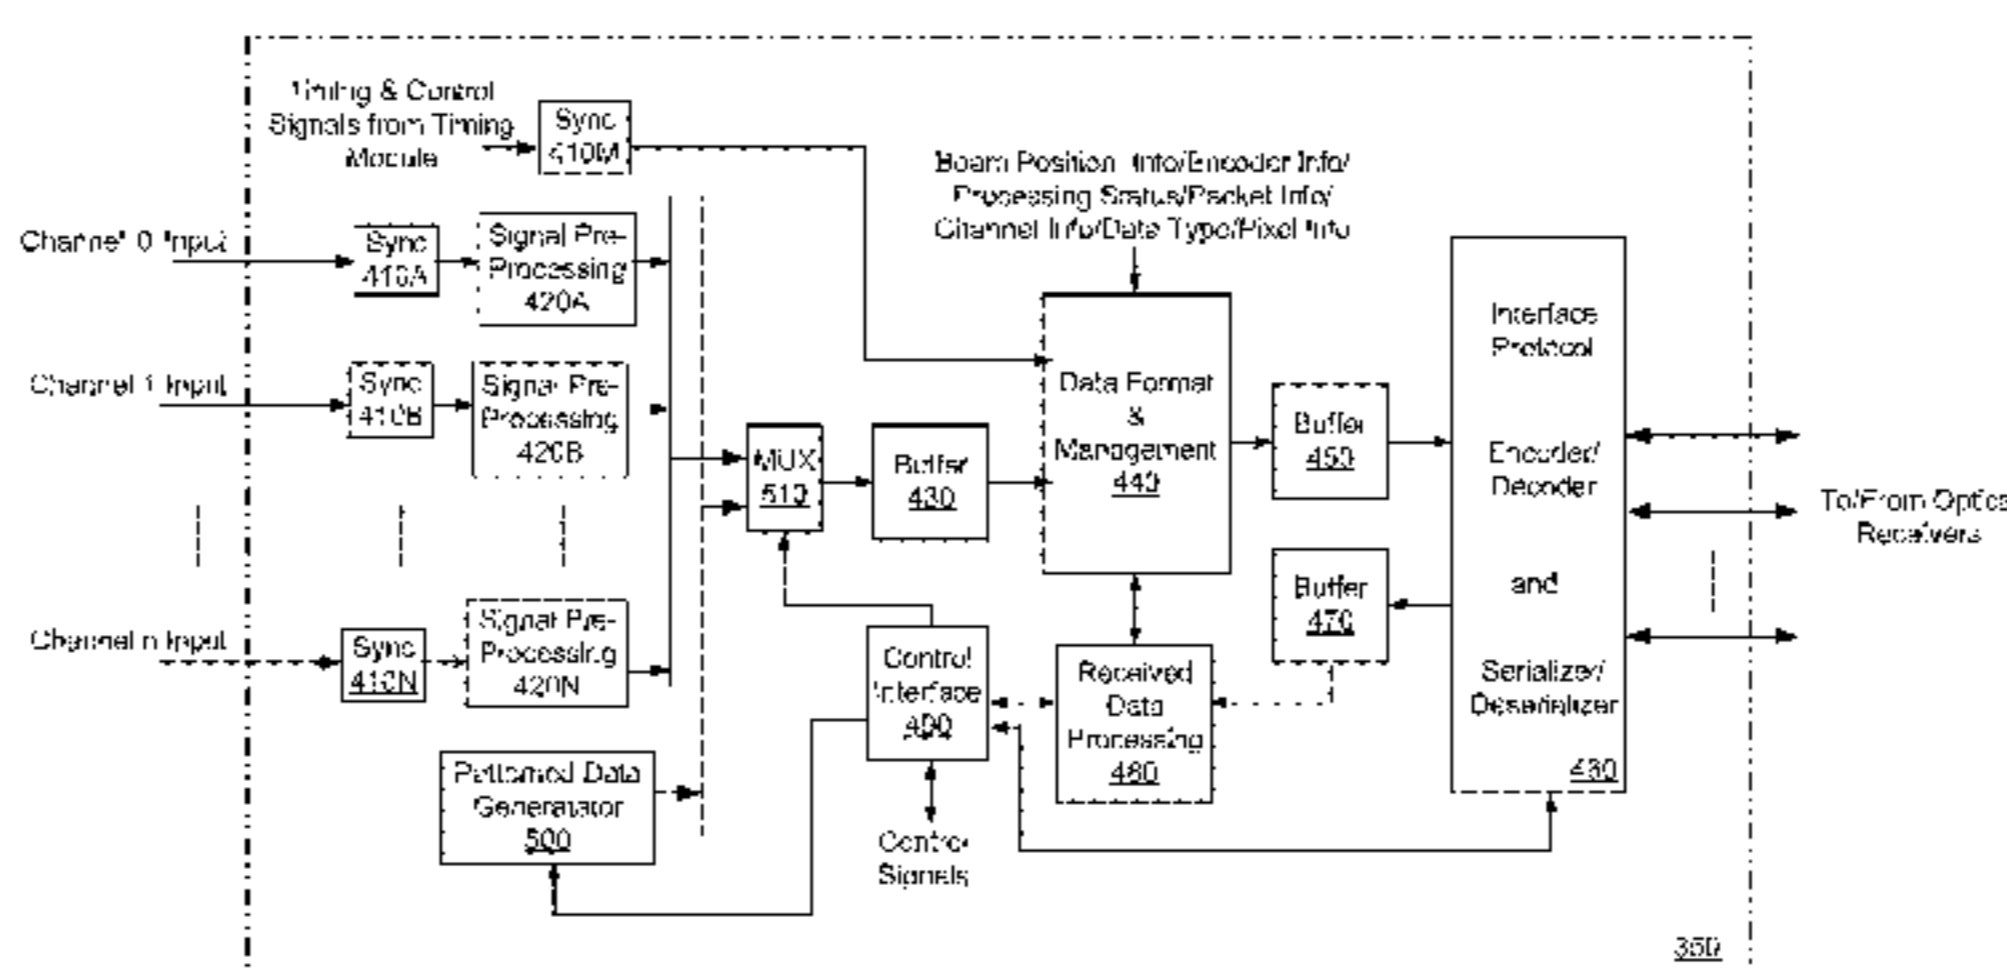 Timing & Control
Signals from Timing
Module
Sync
410M
Beam Position Info/Encoder Info/
Processing Status/Packet Info/
Channel Info/Data Type/Pixel Info
Channel 0 Input
Sync
410A
Signal Pre-
Processing
420A
Channel 1 Input
Sync
410B
Signal Pre-
Processing
420B
Channel n Input
Sync
410N
Signal Pre-
Processing
420N
MUX
510
Buffer
430
Data Format
&
Management
440
Buffer
450
Buffer
470
Interface
Protocol
Encoder/
Decoder
and
Serializer/
Deserializer
460
To/From Optics
Receivers
Control
Interface
490
Received
Data
Processing
480
Patterned Data
Generatator
500
Control
Signals
350